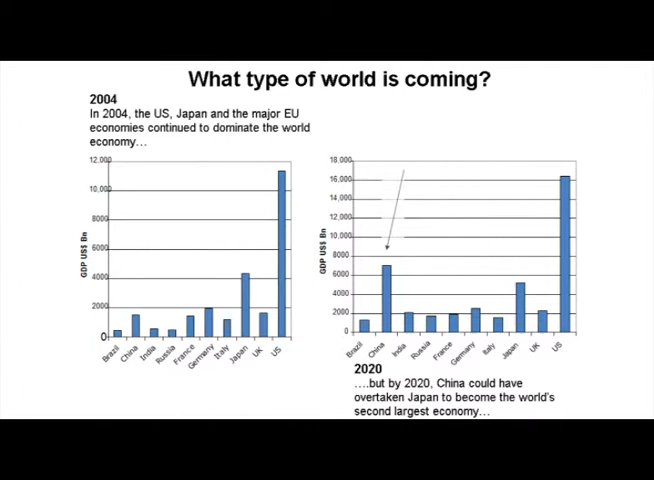 What type of world is coming?
2004
In 2004, the US, Japan and the major EU
economies continued to dominate the world
economy…
12,000
10,000
8000
6000
4000
2000
0
GDP US$ Bn
Brazil
China
India
Russia
France
Germany
Italy
Japan
UK
US
18,000
16,000
14,000
12,000
10,000
8000
6000
4000
2000
0
GDP US$ Bn
Brazil
China
India
Russia
France
Germany
Italy
Japan
UK
US
2020
….but by 2020, China could have
overtaken Japan to become the world's
second largest economy…